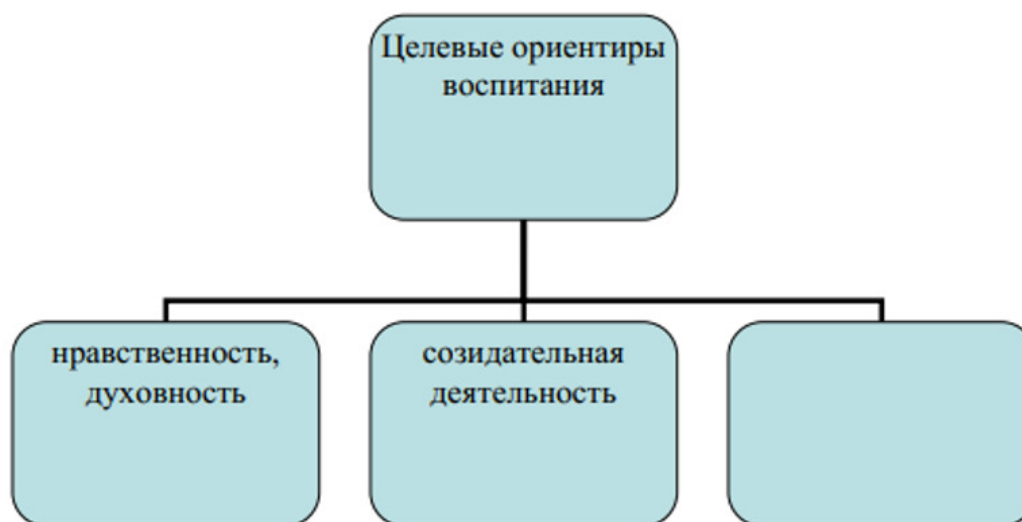 Целевые ориентиры
воспитания
нравственность,
духовность
созидательная
деятельность